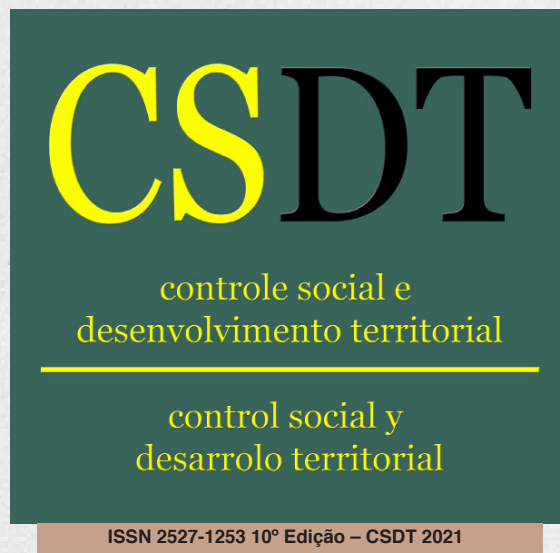 CSDT
controle social e
desenvolvimento territorial
control social y
desarrolo territorial
ISSN 2527-1253 10º Edição – CSDT 2021